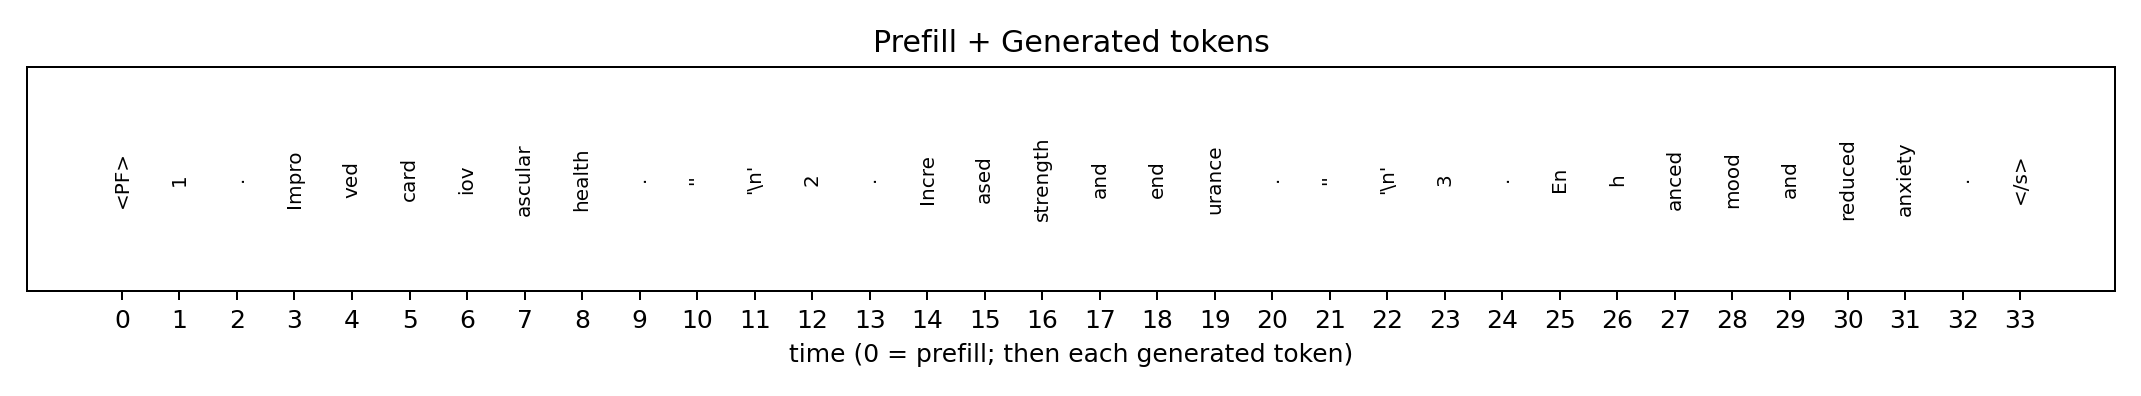 Prefill + Generated tokens
<PF> 1 . Impro ved card iov ascular health . " '\n' 2 . Incre ased strength and end urance . " '\n' 3 . En h anced mood and reduced anxiety . </s>
0 1 2 3 4 5 6 7 8 9 10 11 12 13 14 15 16 17 18 19 20 21 22 23 24 25 26 27 28 29 30 31 32 33
time (0 = prefill; then each generated token)